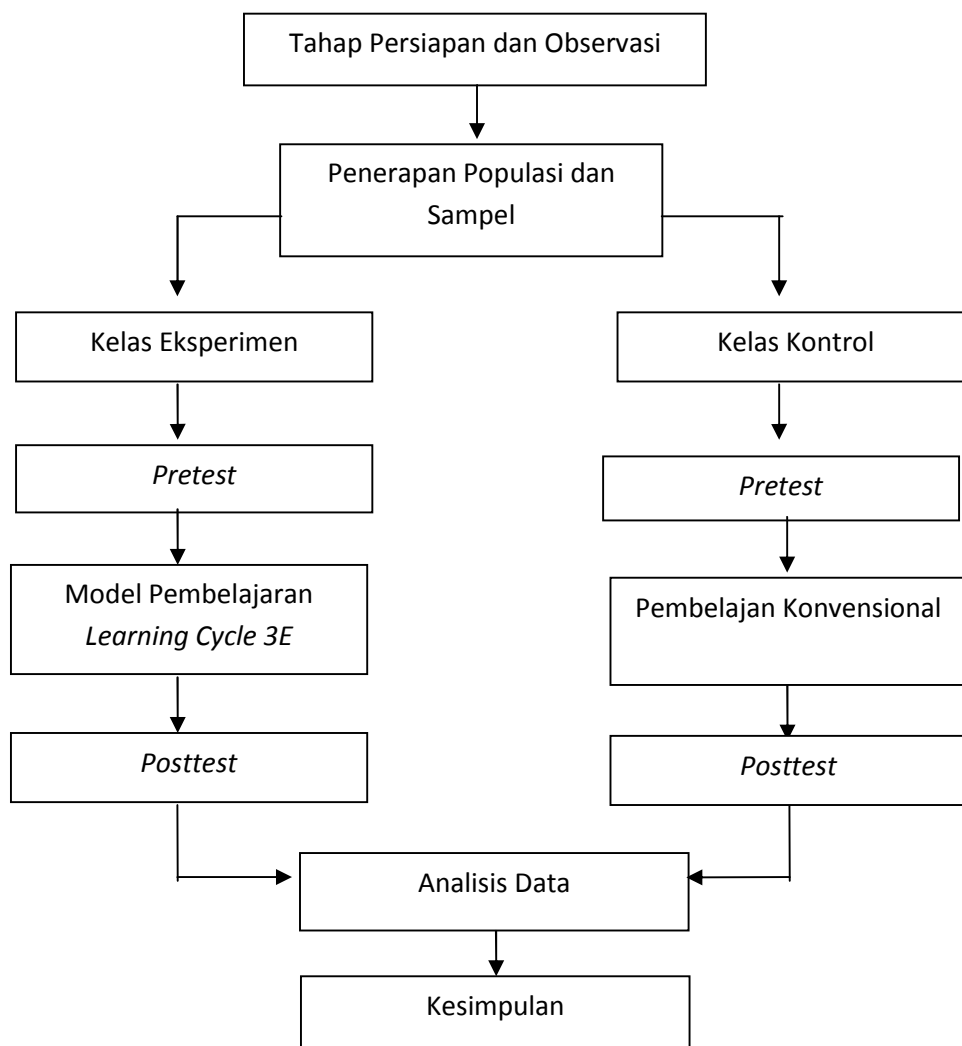 Tahap Persiapan dan Observasi
Penerapan Populasi dan
Sampel
Kelas Eksperimen
Kelas Kontrol
Pretest
Pretest
Model Pembelajaran
Learning Cycle 3E
Pembelajan Konvensional
Posttest
Posttest
Analisis Data
Kesimpulan